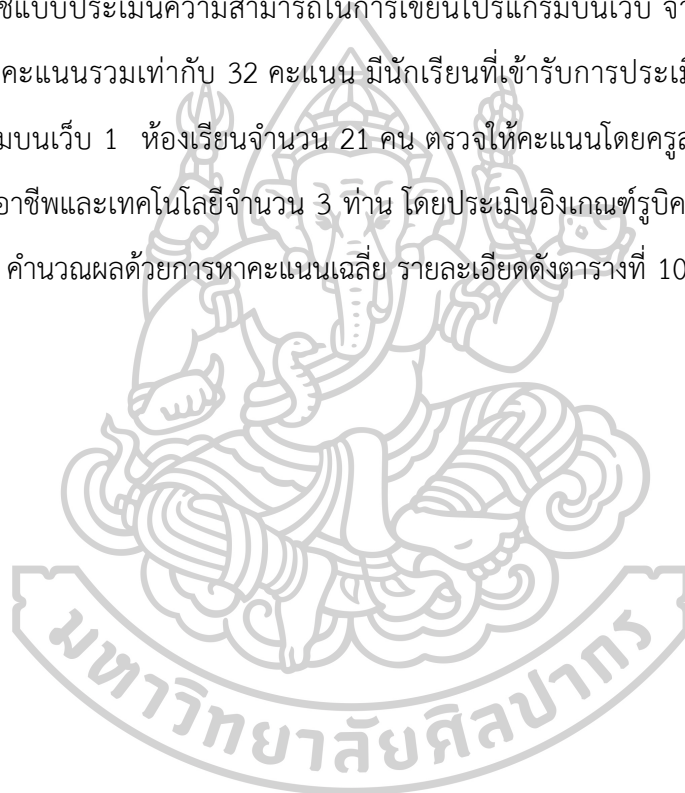 ช้แบบประเมินความสามารถในการเขียนโปรแกรมบนเว็บ จำ
คะแนนรวมเท่ากับ 32 คะแนน มีนักเรียนที่เข้ารับการประเมิ
มบนเว็บ 1 ห้องเรียนจำนวน 21 คน ตรวจให้คะแนนโดยครูส
อาชีพและเทคโนโลยีจำนวน 3 ท่าน โดยประเมินอิงเกณฑ์รูบิค
คำนวณผลด้วยการหาคะแนนเฉลี่ย รายละเอียดดังตารางที่ 10
มหาวิทยาลัยศิลปากร